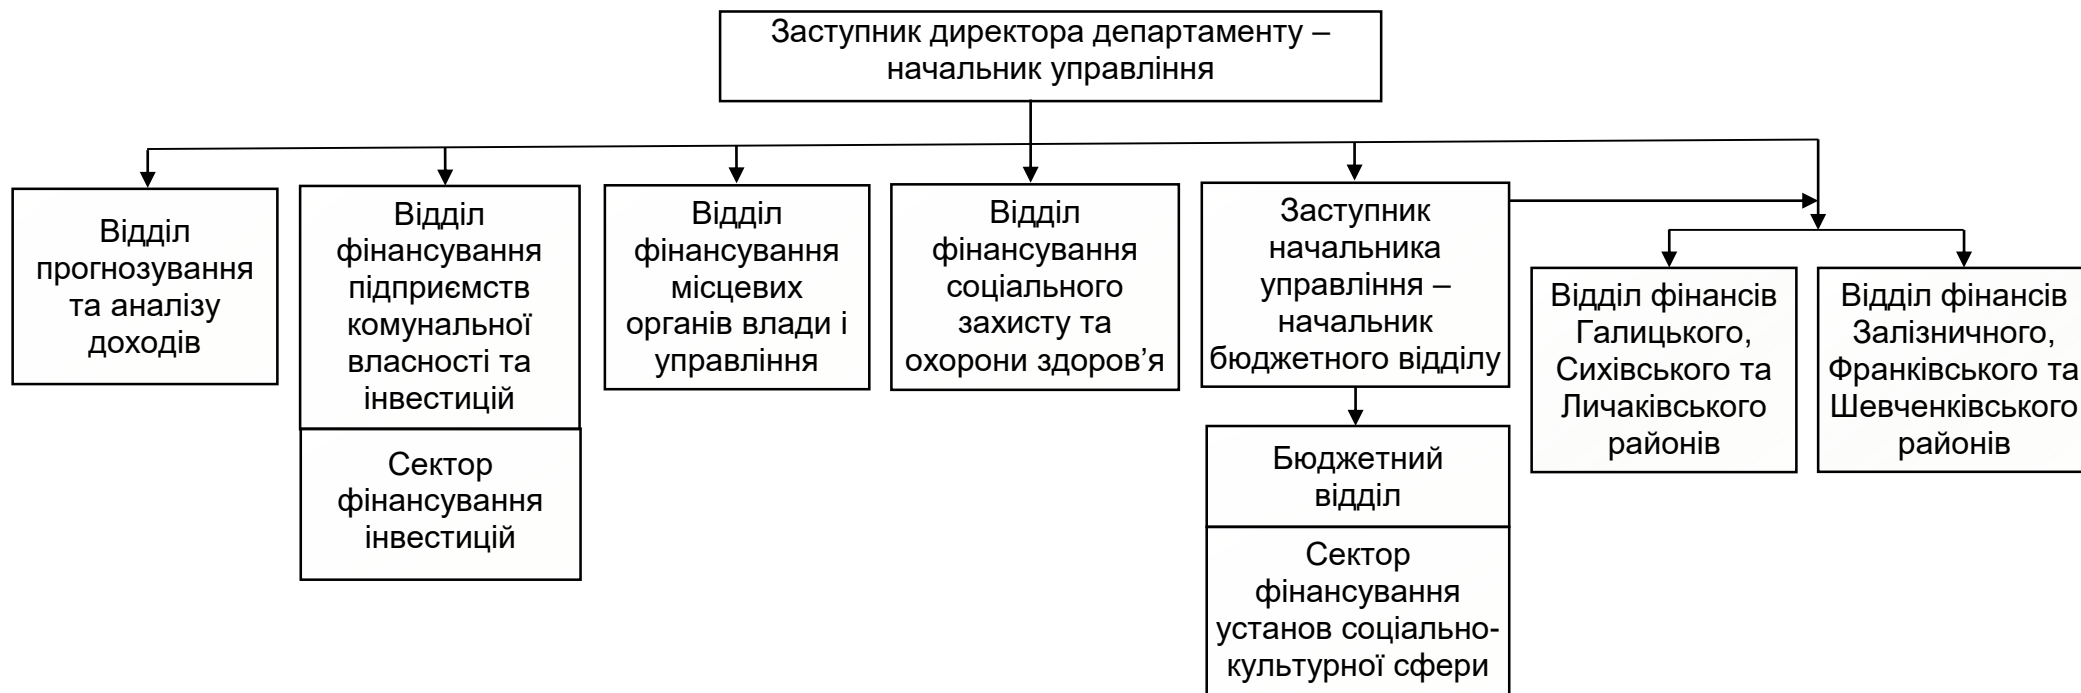 Заступник директора департаменту –
начальник управління
Відділ
прогнозування
та аналізу
доходів
Відділ
фінансування
підприємств
комунальної
власності та
інвестицій
Сектор
фінансування
інвестицій
Відділ
фінансування
місцевих
органів влади і
управління
Відділ
фінансування
соціального
захисту та
охорони здоров’я
Заступник
начальника
управління –
начальник
бюджетного відділу
Бюджетний
відділ
Сектор
фінансування
установ соціально-
культурної сфери
Відділ фінансів
Галицького,
Сихівського та
Личаківського
районів
Відділ фінансів
Залізничного,
Франківського та
Шевченківського
районів